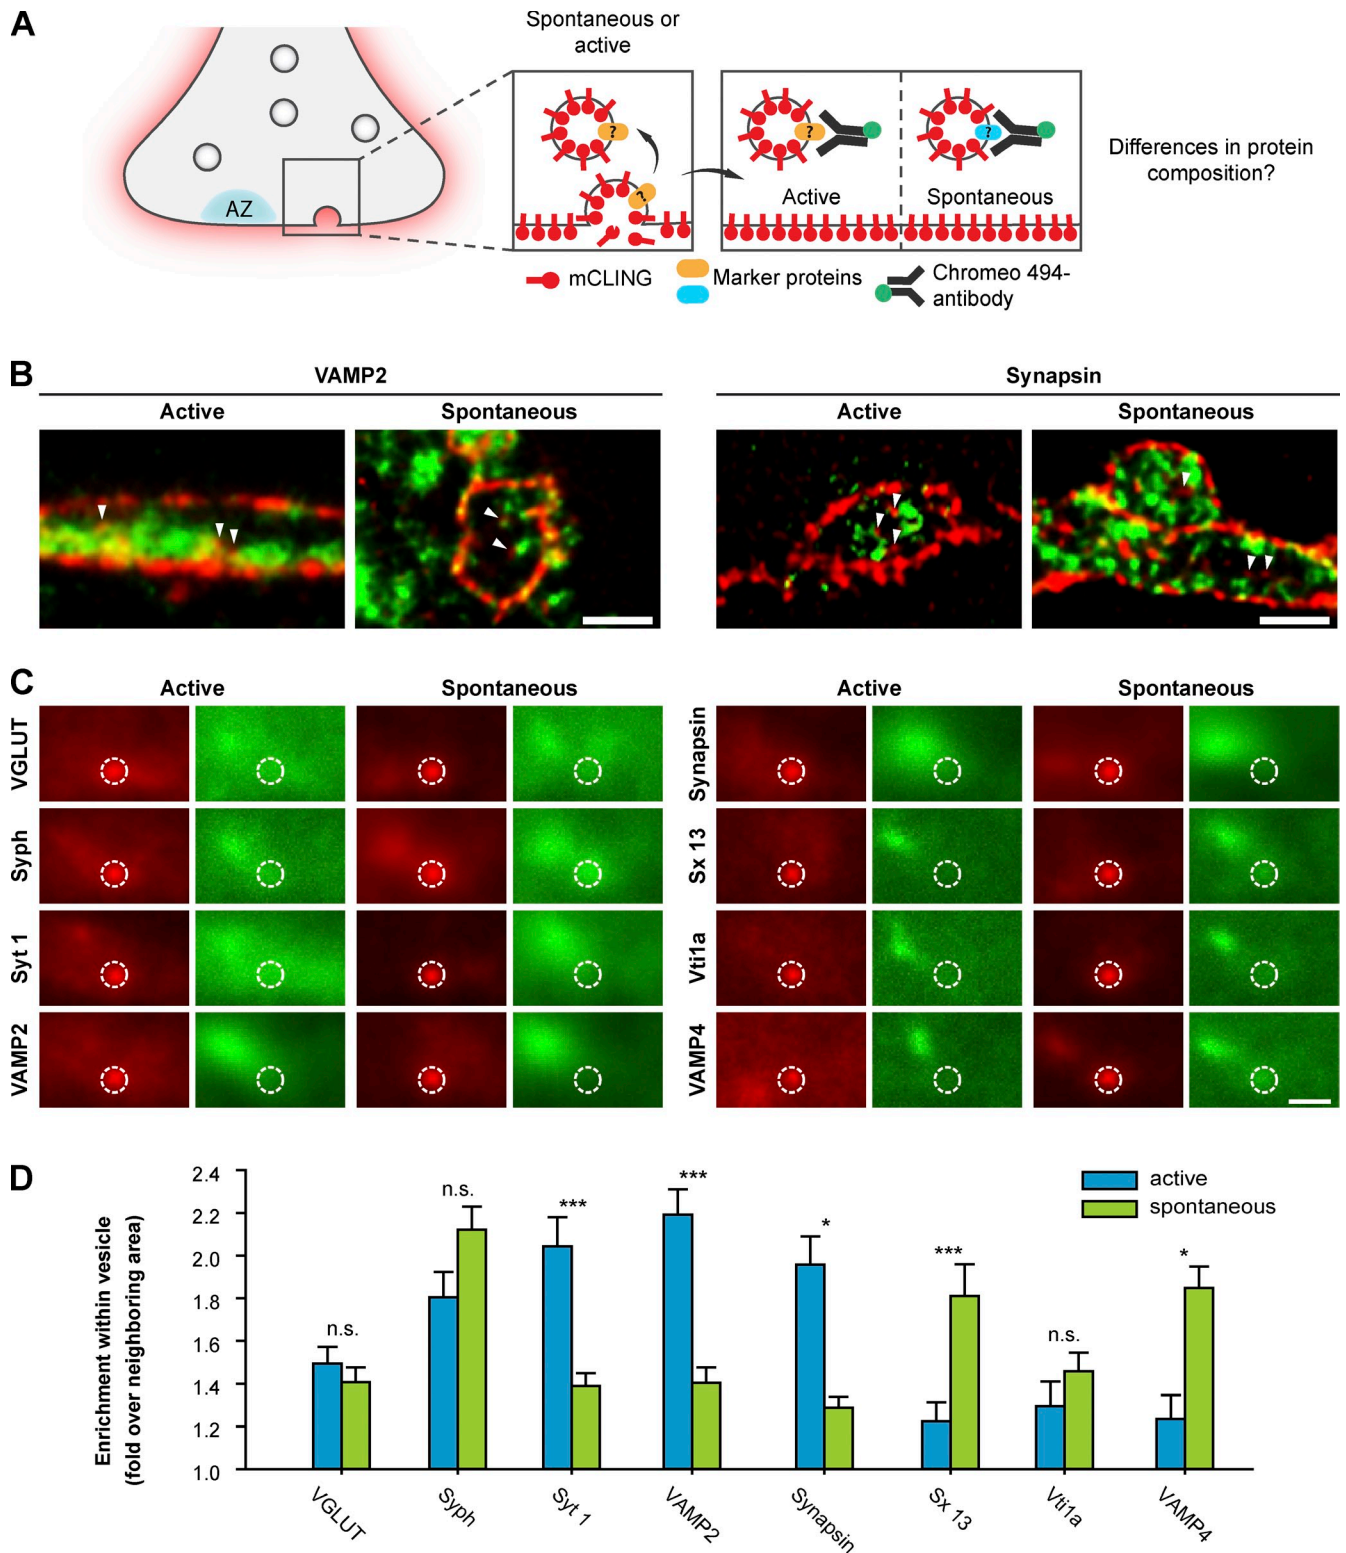 A
Spontaneous or
active
AZ
?
?
?
?
Active
Spontaneous
Differences in protein
composition?
mCLING
Marker proteins
Chromeo 494-
antibody
B
VAMP2
Synapsin
Active
Spontaneous
Active
Spontaneous
C
Active
Spontaneous
Active
Spontaneous
VGLUT
Syph
Syt 1
VAMP2
Synapsin
Sx 13
Vti1a
VAMP4
D
Enrichment within vesicle
(fold over neighboring area)
2.4
2.2
2.0
1.8
1.6
1.4
1.2
1.0
n.s.
n.s.
***
***
*
***
n.s.
*
active
spontaneous
VGLUT
Syph
Syt 1
VAMP2
Synapsin
Sx 13
Vti1a
VAMP4